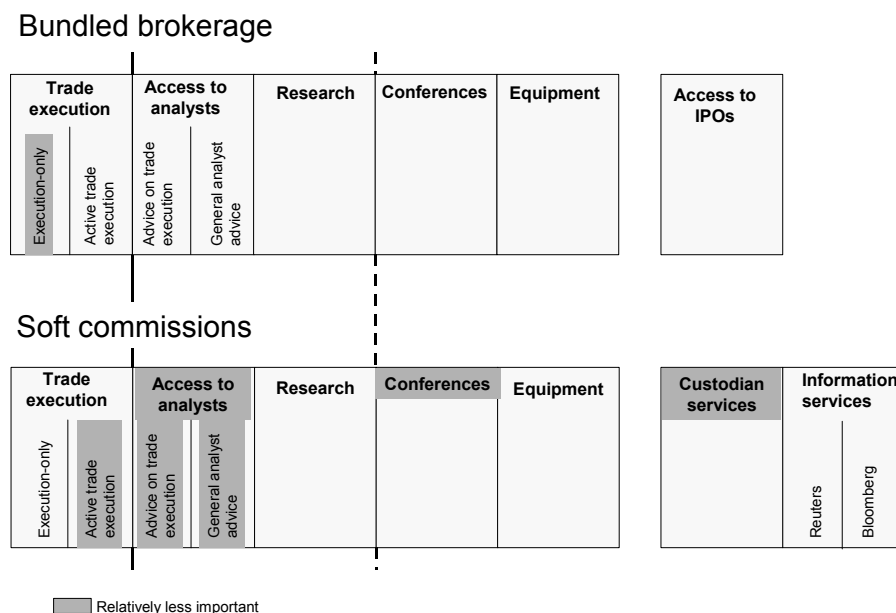 Bundled brokerage
Trade
execution
Access to
analysts
Research
Conferences
Equipment
Access to
IPOs
Execution-only
Active trade
execution
Advice on trade
execution
General analyst
advice
Soft commissions
Trade
execution
Access to
analysts
Research
Conferences
Equipment
Custodian
services
Information
services
Execution-only
Active trade
execution
Advice on trade
execution
General analyst
advice
Reuters
Bloomberg
Relatively less important